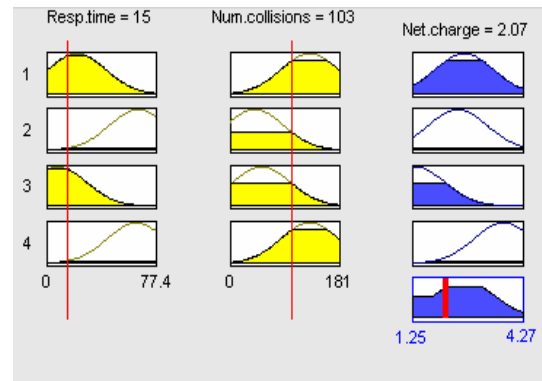 Resp.time = 15 Num.collisions = 103 Net.charge = 2.07
1
2
3
4
0 77.4 0 181
1.25 4.27